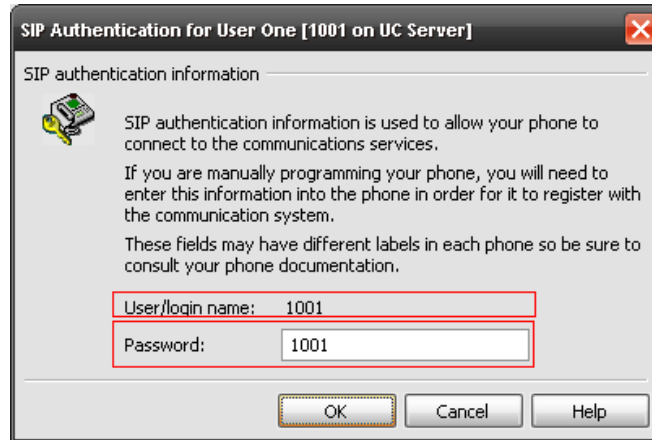 SIP Authentication for User One [1001 on UC Server]
SIP authentication information
SIP authentication information is used to allow your phone to
connect to the communications services.
If you are manually programming your phone, you will need to
enter this information into the phone in order for it to register with
the communication system.
These fields may have different labels in each phone so be sure to
consult your phone documentation.
User/login name: 1001
Password: 1001
OK Cancel Help